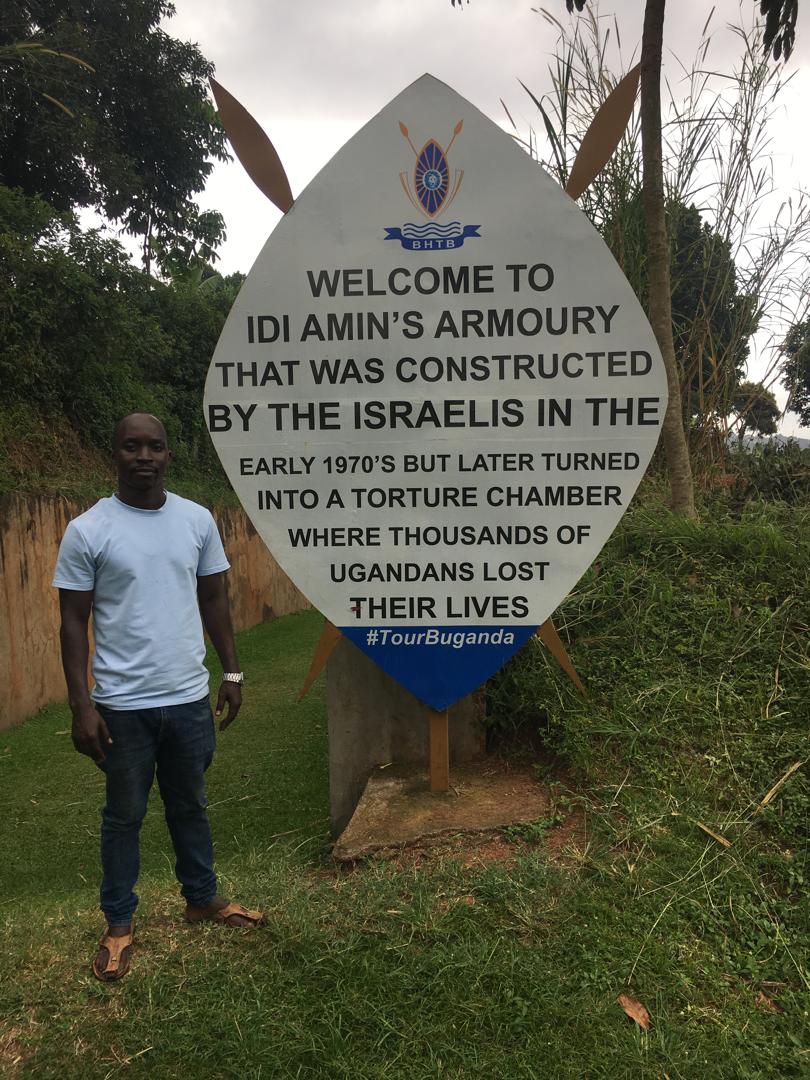 BHTB
WELCOME TO
IDI AMIN'S ARMOURY
THAT WAS CONSTRUCTED
BY THE ISRAELIS IN THE
EARLY 1970'S BUT LATER TURNED
INTO A TORTURE CHAMBER
WHERE THOUSANDS OF
UGANDANS LOST
THEIR LIVES
#TourBuganda